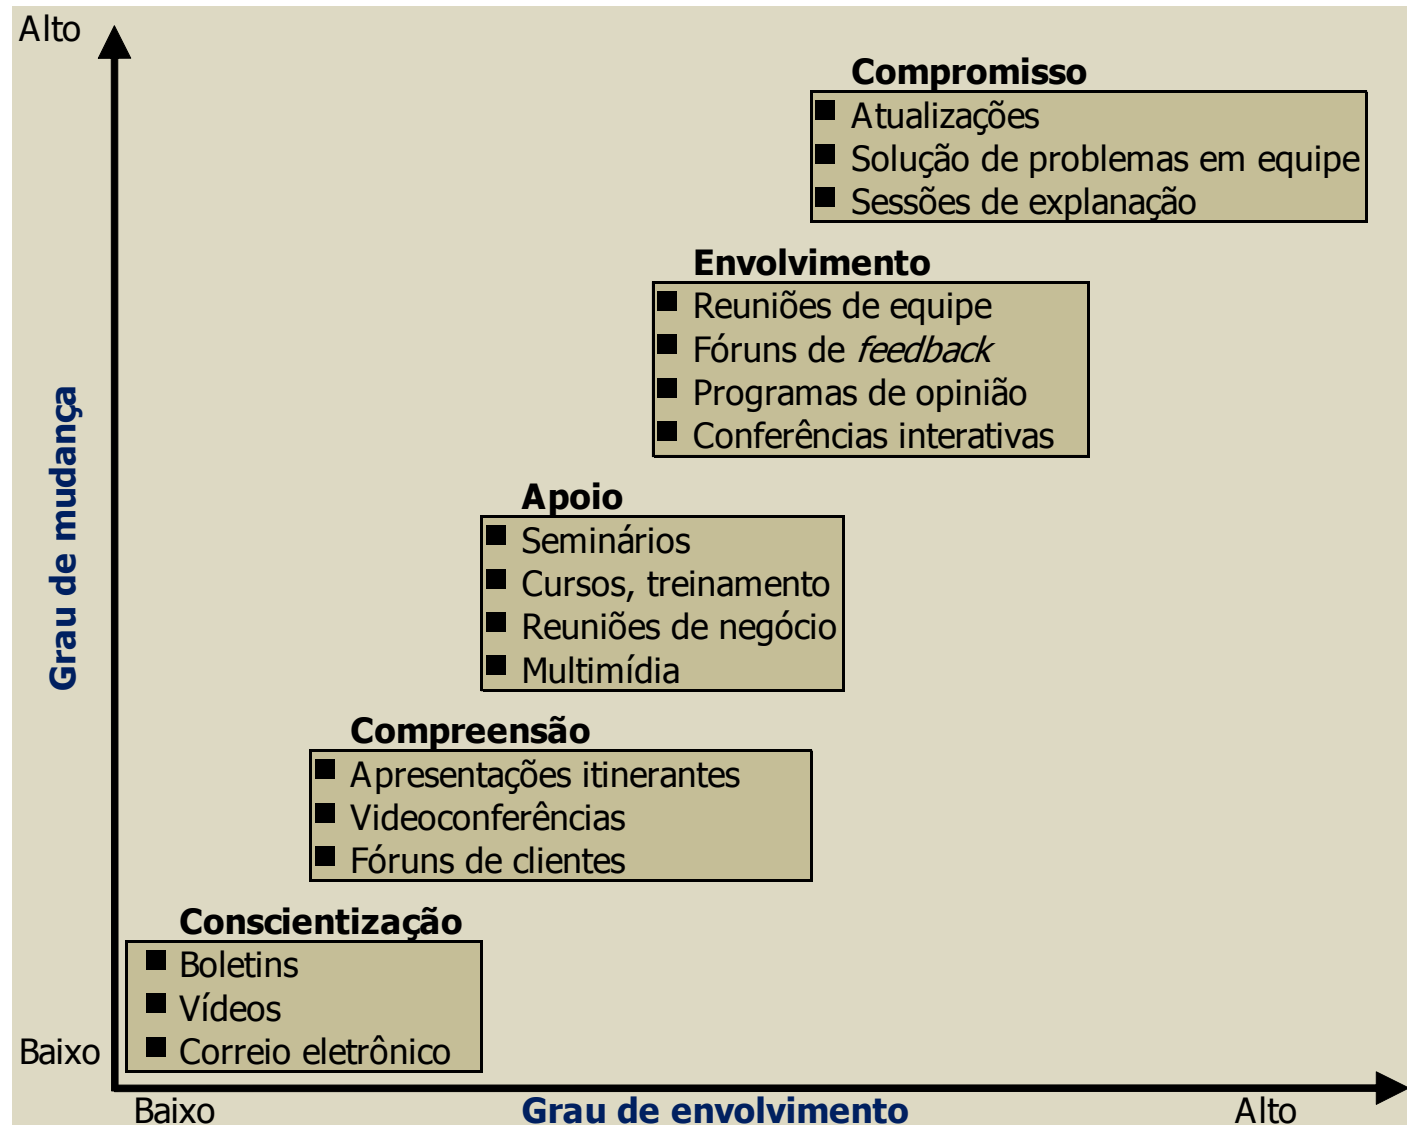 Alto
Compromisso
■ Atualizações
■ Solução de problemas em equipe
■ Sessões de explanação
Envolvimento
■ Reuniões de equipe
■ Fóruns de feedback
■ Programas de opinião
■ Conferências interativas
Grau de mudança
Apoio
■ Seminários
■ Cursos, treinamento
■ Reuniões de negócio
■ Multimídia
Compreensão
■ Apresentações itinerantes
■ Videoconferências
■ Fóruns de clientes
Conscientização
■ Boletins
■ Vídeos
■ Correio eletrônico
Baixo
Baixo Grau de envolvimento Alto